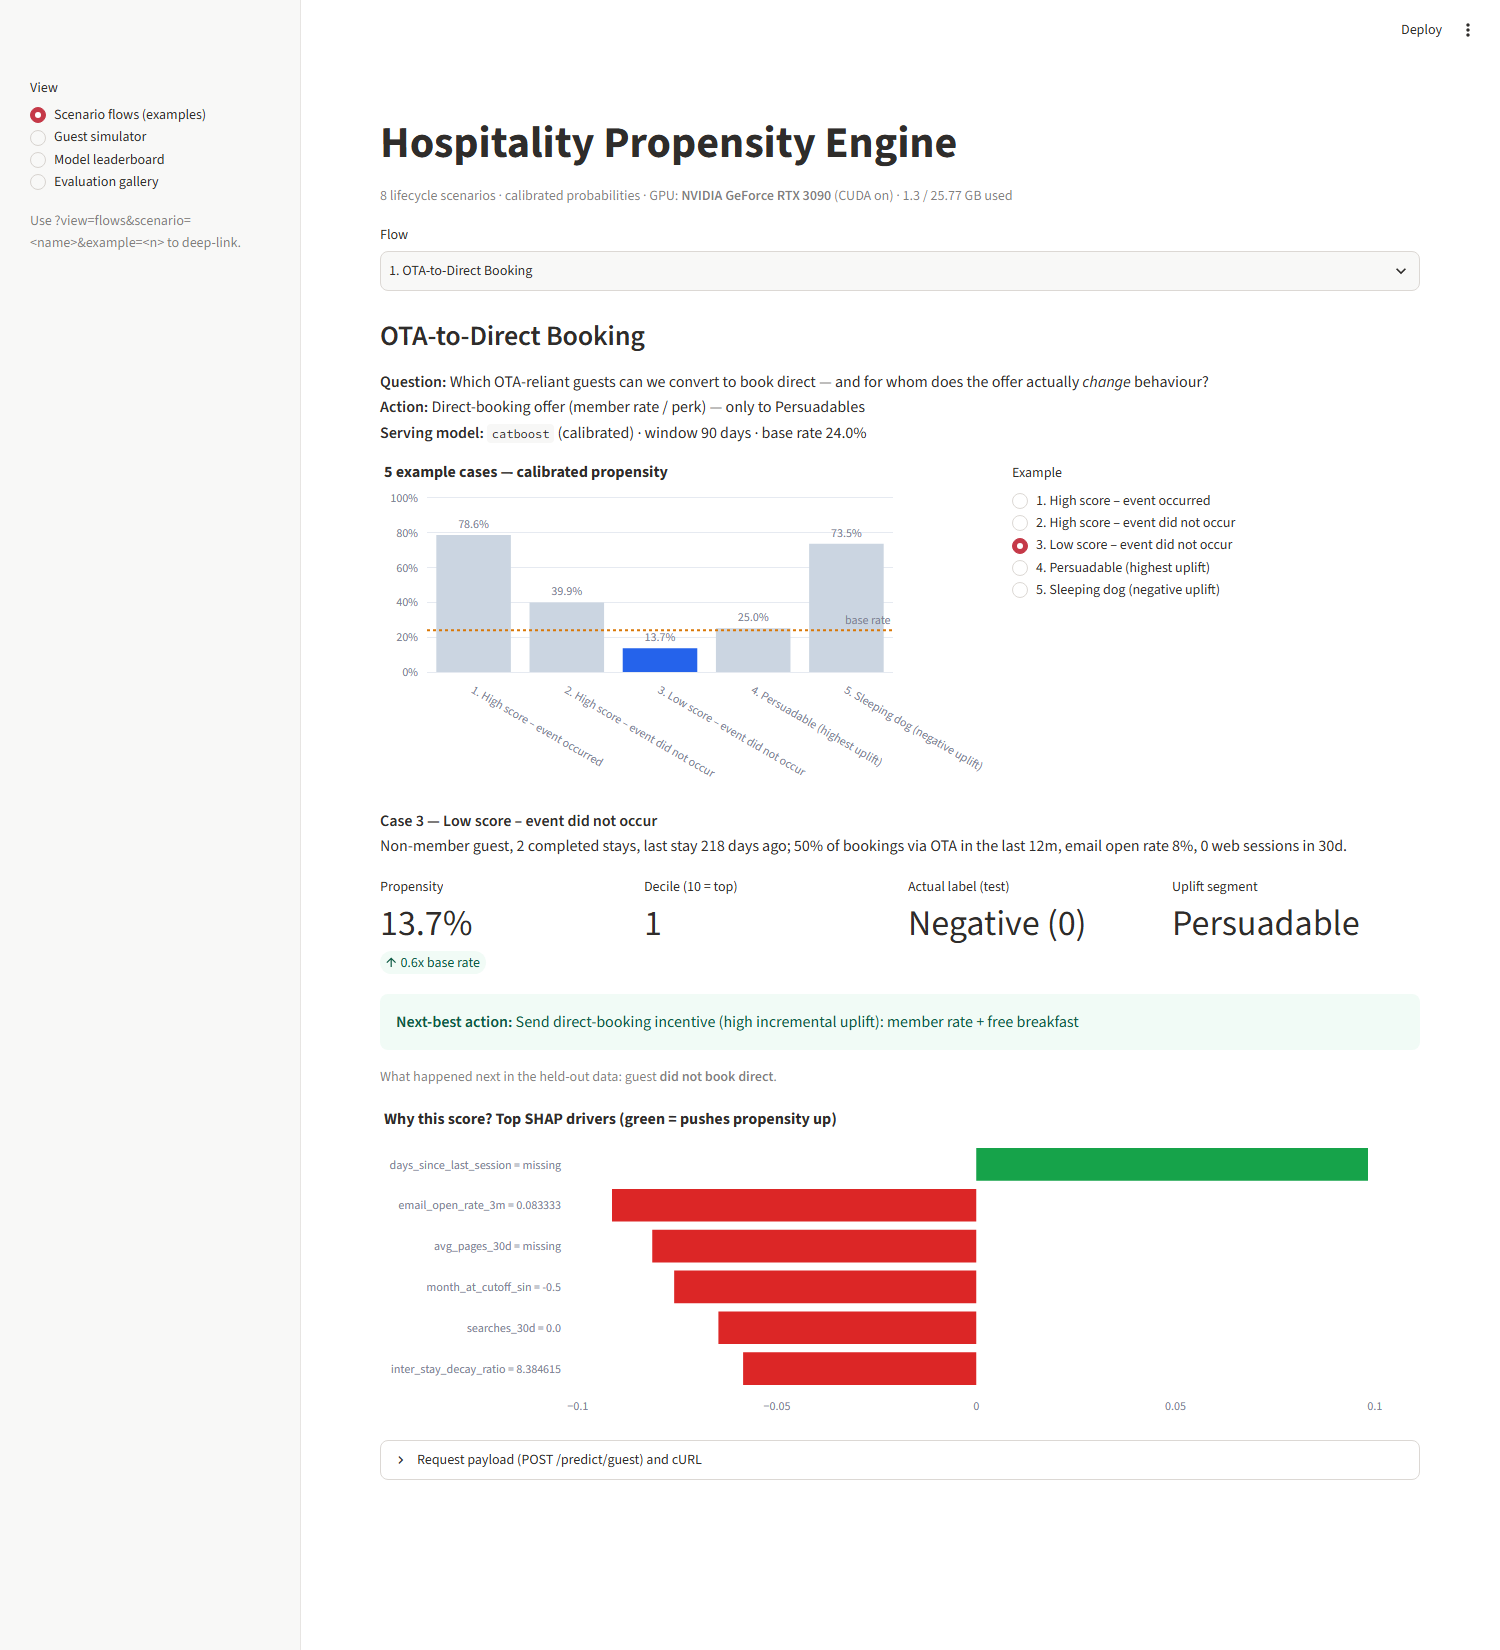 Deploy
View
Scenario flows (examples)
Guest simulator
Model leaderboard
Evaluation gallery
Use ?view=flows&scenario=
<name>&example=<n> to deep-link.
Hospitality Propensity Engine
8 lifecycle scenarios · calibrated probabilities · GPU: NVIDIA GeForce RTX 3090 (CUDA on) · 1.3 / 25.77 GB used
Flow
1. OTA-to-Direct Booking
OTA-to-Direct Booking
Question: Which OTA-reliant guests can we convert to book direct — and for whom does the offer actually change behaviour?
Action: Direct-booking offer (member rate / perk) — only to Persuadables
Serving model: catboost (calibrated) · window 90 days · base rate 24.0%
5 example cases — calibrated propensity
100%
80%
60%
40%
20%
0%
78.6%
39.9%
13.7%
25.0%
73.5%
base rate
1. High score – event occurred
2. High score – event did not occur
3. Low score – event did not occur
4. Persuadable (highest uplift)
5. Sleeping dog (negative uplift)
Example
1. High score – event occurred
2. High score – event did not occur
3. Low score – event did not occur
4. Persuadable (highest uplift)
5. Sleeping dog (negative uplift)
Case 3 — Low score – event did not occur
Non-member guest, 2 completed stays, last stay 218 days ago; 50% of bookings via OTA in the last 12m, email open rate 8%, 0 web sessions in 30d.
Propensity
13.7%
↑ 0.6x base rate
Decile (10 = top)
1
Actual label (test)
Negative (0)
Uplift segment
Persuadable
Next-best action: Send direct-booking incentive (high incremental uplift): member rate + free breakfast
What happened next in the held-out data: guest did not book direct.
Why this score? Top SHAP drivers (green = pushes propensity up)
days_since_last_session = missing
email_open_rate_3m = 0.083333
avg_pages_30d = missing
month_at_cutoff_sin = -0.5
searches_30d = 0.0
inter_stay_decay_ratio = 8.384615
−0.1
−0.05
0
0.05
0.1
Request payload (POST /predict/guest) and cURL